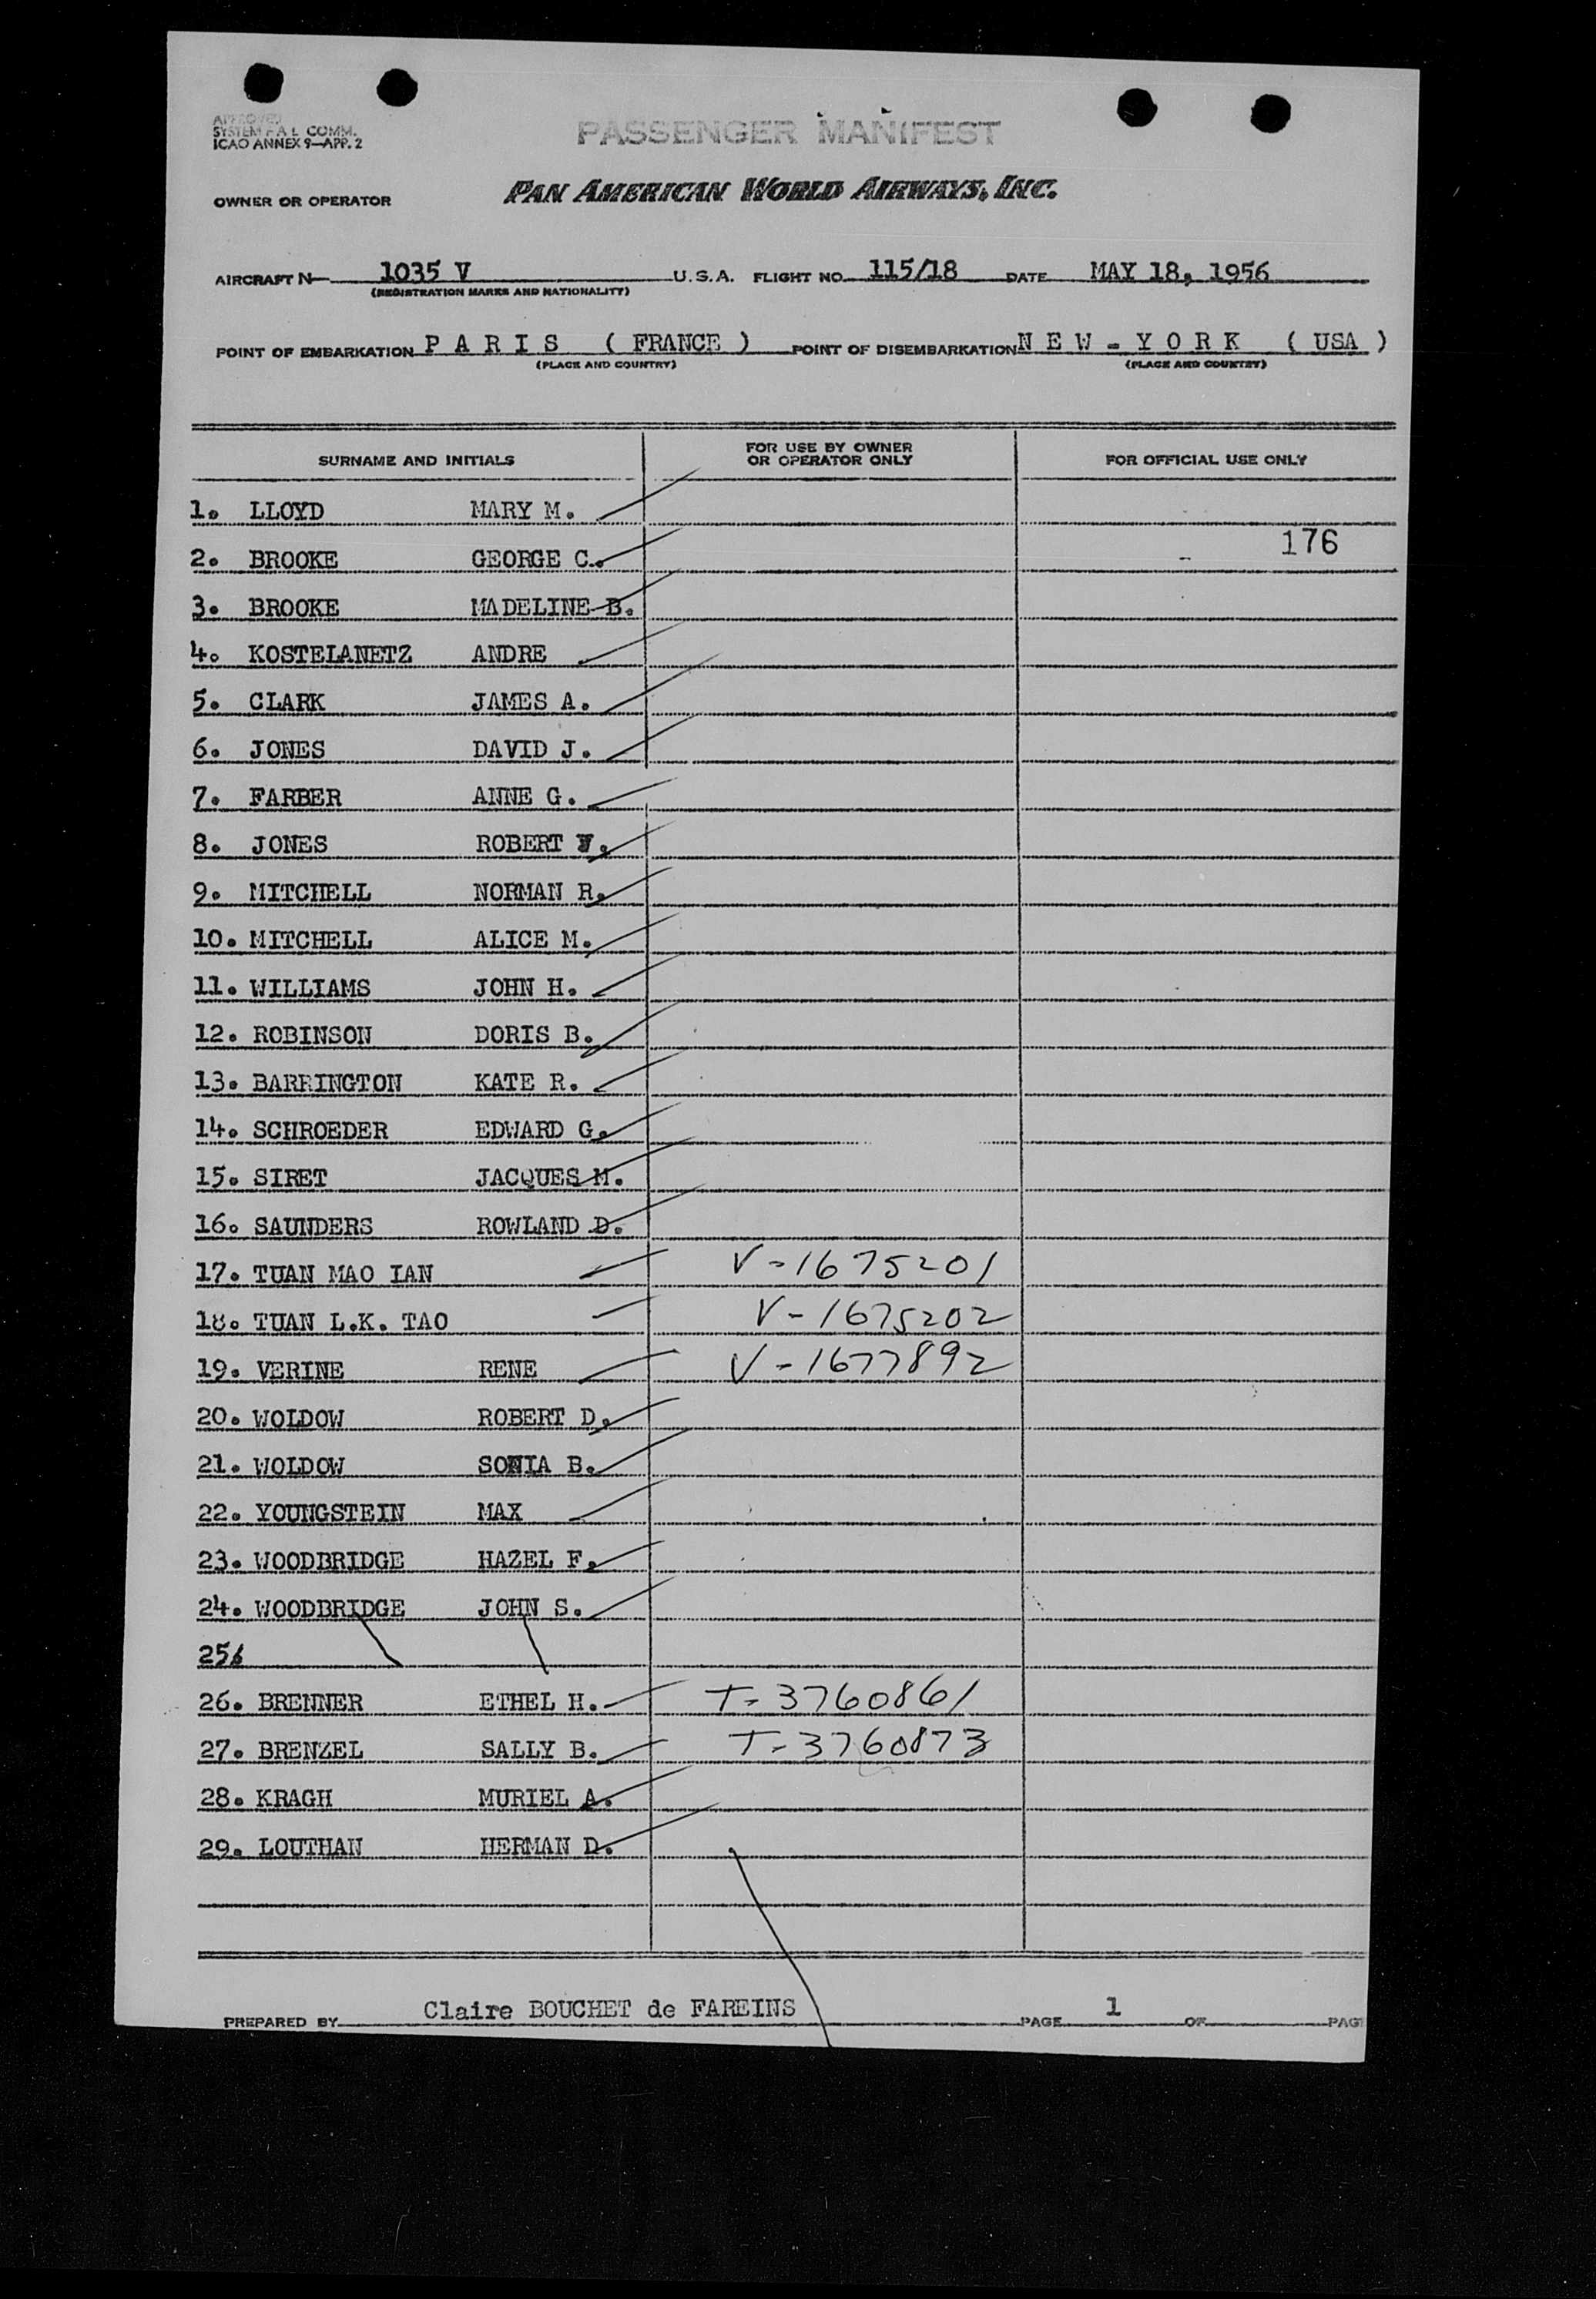 APPROVED
SYSTEM F A L COMM.
ICAO ANNEX 9—APP. 2
PASSENGER MANIFEST
OWNER OR OPERATOR PAN AMERICAN WORLD AIRWAYS, INC.
AIRCRAFT N— 1035 V U.S.A. FLIGHT NO. 115/18 DATE MAY 18, 1956
(REGISTRATION MARKS AND NATIONALITY)
POINT OF EMBARKATION P A R I S ( FRANCE ) POINT OF DISEMBARKATION N E W - Y O R K ( USA )
(PLACE AND COUNTRY) (PLACE AND COUNTRY)
SURNAME AND INITIALS FOR USE BY OWNER OR OPERATOR ONLY FOR OFFICIAL USE ONLY
1. LLOYD MARY M.
176
2. BROOKE GEORGE C.
3. BROOKE MADELINE B.
4. KOSTELANETZ ANDRE
5. CLARK JAMES A.
6. JONES DAVID J.
7. FARBER ANNE G.
8. JONES ROBERT
9. MITCHELL NORMAN R.
10. MITCHELL ALICE M.
11. WILLIAMS JOHN H.
12. ROBINSON DORIS B.
13. BARRINGTON KATE R.
14. SCHROEDER EDWARD G.
15. SIRET JACQUES M.
16. SAUNDERS ROWLAND D.
17. TUAN MAO IAN V-1675201
18. TUAN L.K. TAO V-1675202
19. VERINE RENE V-1677892
20. WOLDOW ROBERT D.
21. WOLDOW SONIA B.
22. YOUNGSTEIN MAX
23. WOODBRIDGE HAZEL F.
24. WOODBRIDGE JOHN S.
25.
26. BRENNER ETHEL H. T-3760861
27. BRENZEL SALLY B. T-3760873
28. KRAGH MURIEL A.
29. LOUTHAN HERMAN D.
PREPARED BY Claire BOUCHET de FAREINS PAGE 1 OF PAG